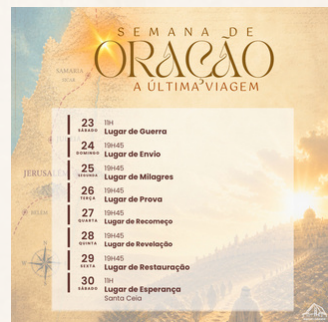 SEMANA DE
ORAÇÃO
A ÚLTIMA VIAGEM
SAMARIA
JERUSALÉM
BELÉM
23
SÁBADO
11H
Lugar de Guerra
24
DOMINGO
19H45
Lugar de Envio
25
SEGUNDA
19H45
Lugar de Milagres
26
TERÇA
19H45
Lugar de Prova
27
QUARTA
19H45
Lugar de Recomeço
28
QUINTA
19H45
Lugar de Revelação
29
SEXTA
19H45
Lugar de Restauração
30
SÁBADO
11H
Lugar de Esperança
Santa Ceia